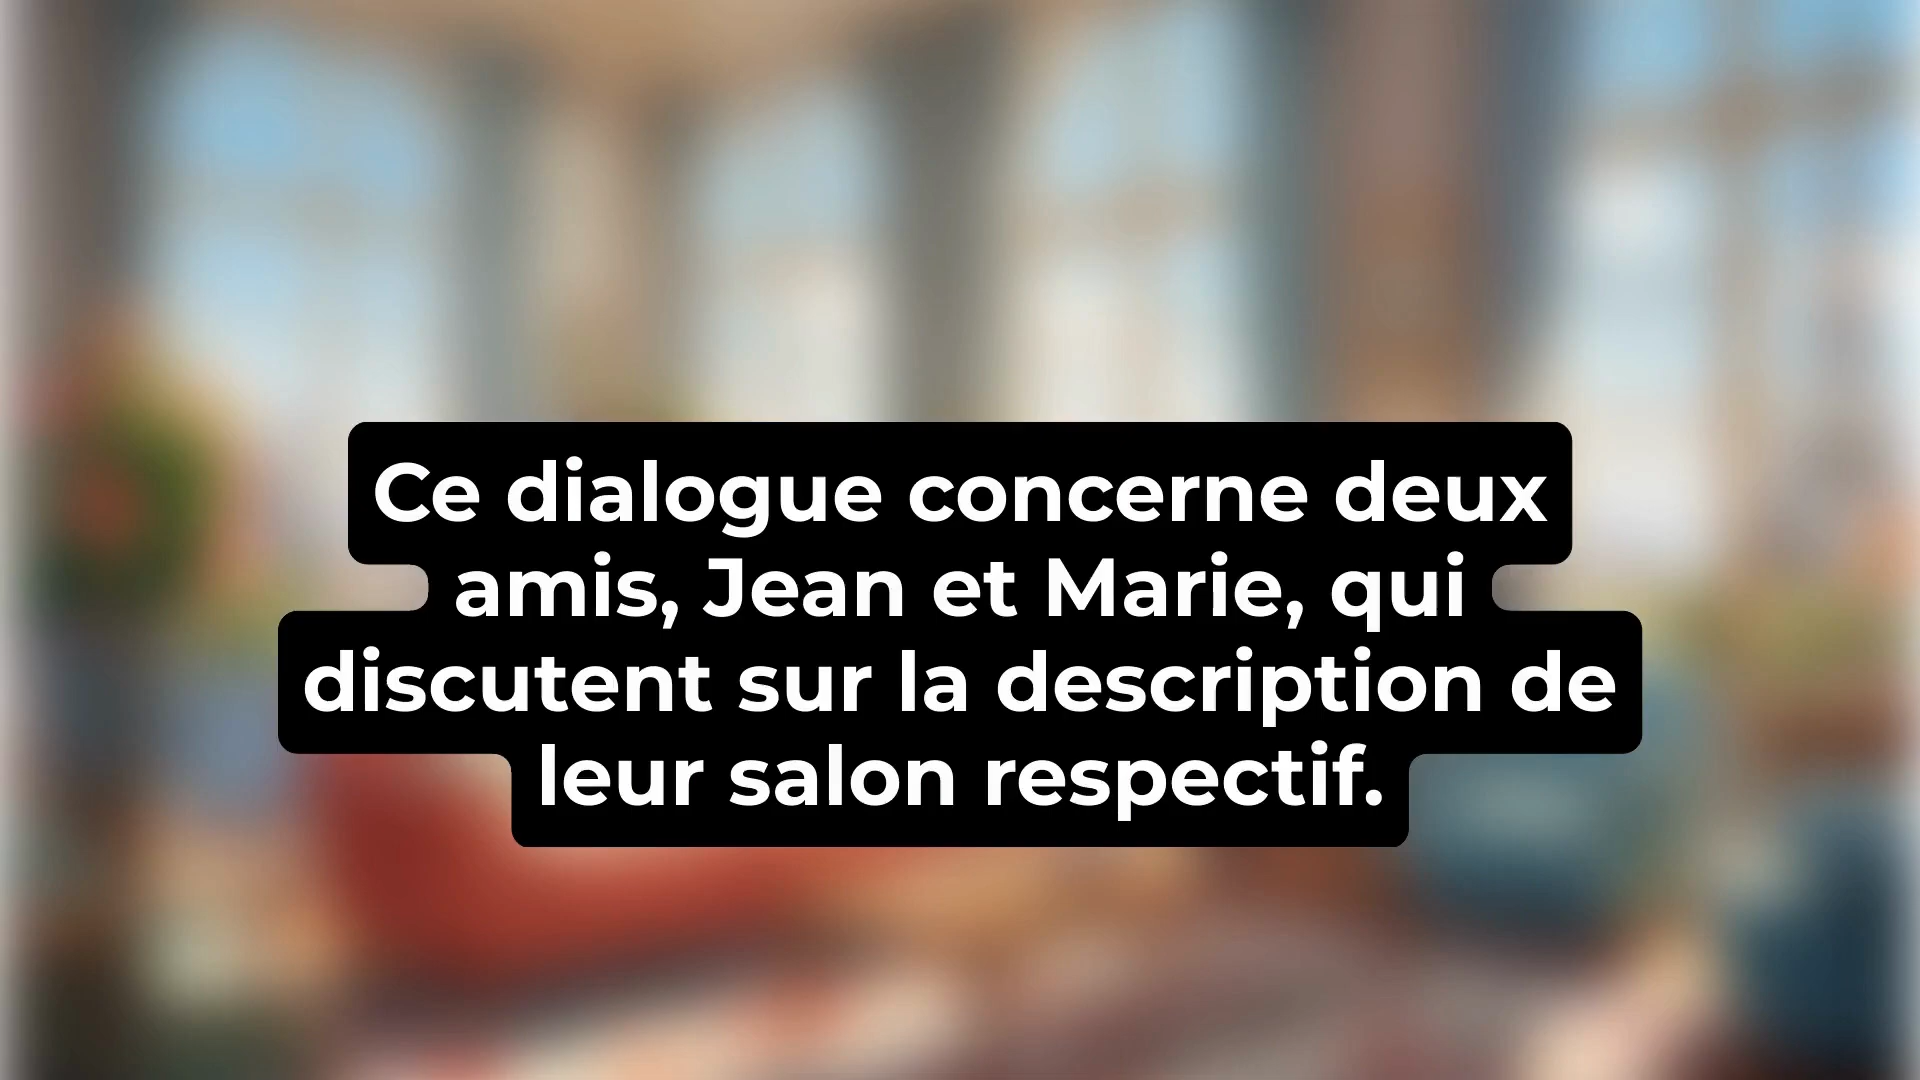 Ce dialogue concerne deux
amis, Jean et Marie, qui
discutent sur la description de
leur salon respectif.